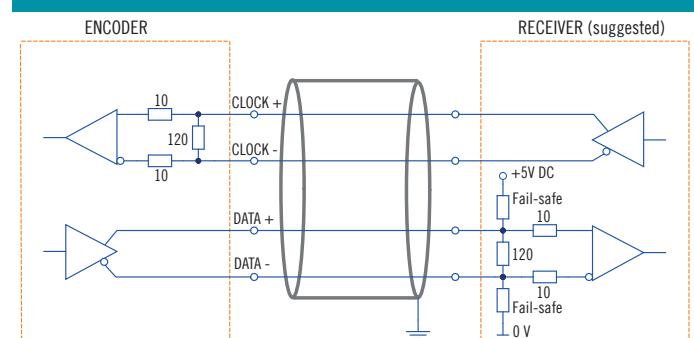 ENCODER
RECEIVER (suggested)
10
CLOCK +
120
CLOCK -
10
+5V DC
Fail-safe
DATA +
10
120
DATA -
10
Fail-safe
0 V